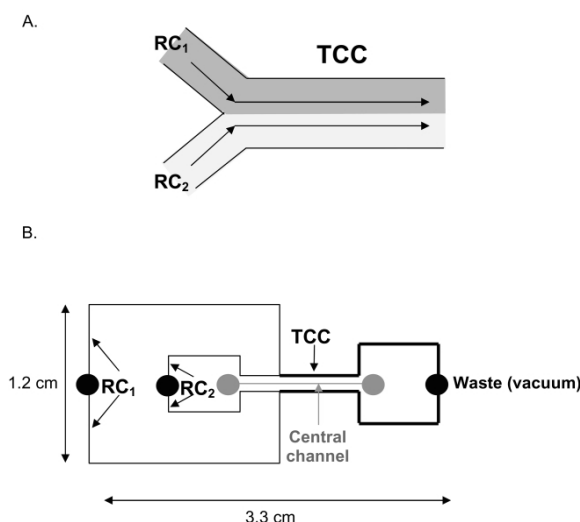 A.
RC₁
TCC
RC₂
B.
TCC
1.2 cm
RC₁
RC₂
Waste (vacuum)
Central
channel
3.3 cm